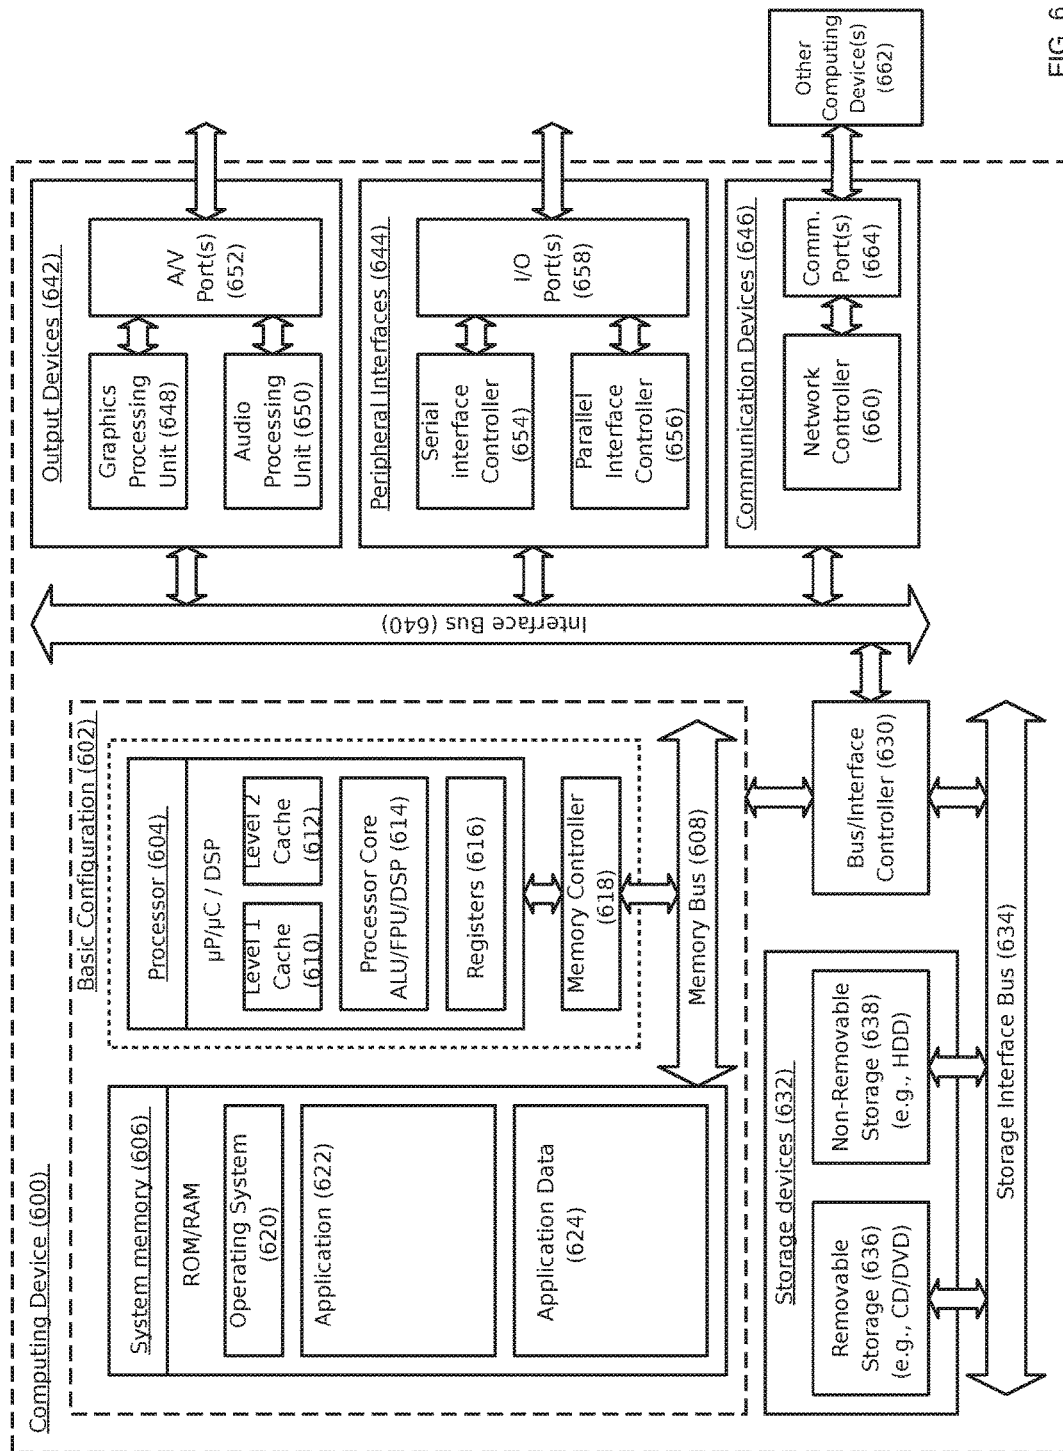 Computing Device (600)
Basic Configuration (602)
System memory (606)
ROM/RAM
Operating System
(620)
Application (622)
Application Data
(624)
Processor (604)
µP/µC / DSP
Level 1
Cache
(610)
Level 2
Cache
(612)
Processor Core
ALU/FPU/DSP (614)
Registers (616)
Memory Controller
(618)
Memory Bus (608)
Storage devices (632)
Removable
Storage (636)
(e.g., CD/DVD)
Non-Removable
Storage (638)
(e.g., HDD)
Bus/Interface
Controller (630)
Storage Interface Bus (634)
Interface Bus (640)
Output Devices (642)
Graphics
Processing
Unit (648)
Audio
Processing
Unit (650)
A/V
Port(s)
(652)
Peripheral Interfaces (644)
Serial
interface
Controller
(654)
Parallel
Interface
Controller
(656)
I/O
Port(s)
(658)
Communication Devices (646)
Network
Controller
(660)
Comm.
Port(s)
(664)
Other
Computing
Device(s)
(662)
FIG. 6